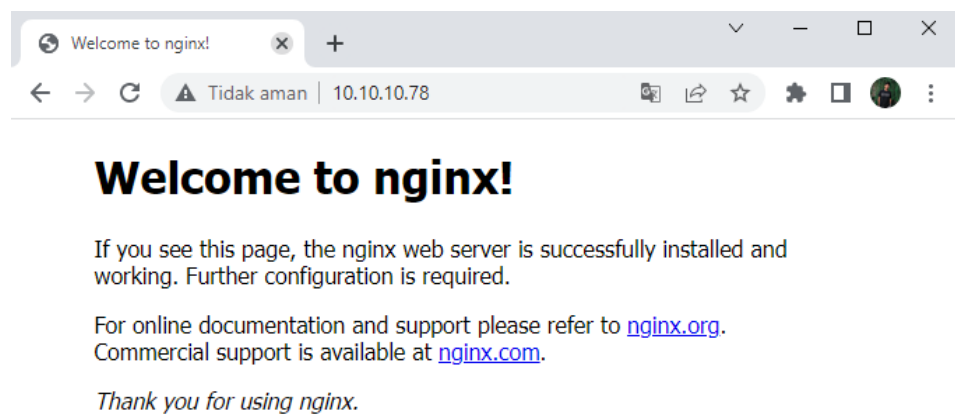 Welcome to nginx!
Tidak aman
10.10.10.78
Welcome to nginx!
If you see this page, the nginx web server is successfully installed and
working. Further configuration is required.
For online documentation and support please refer to nginx.org.
Commercial support is available at nginx.com.
Thank you for using nginx.